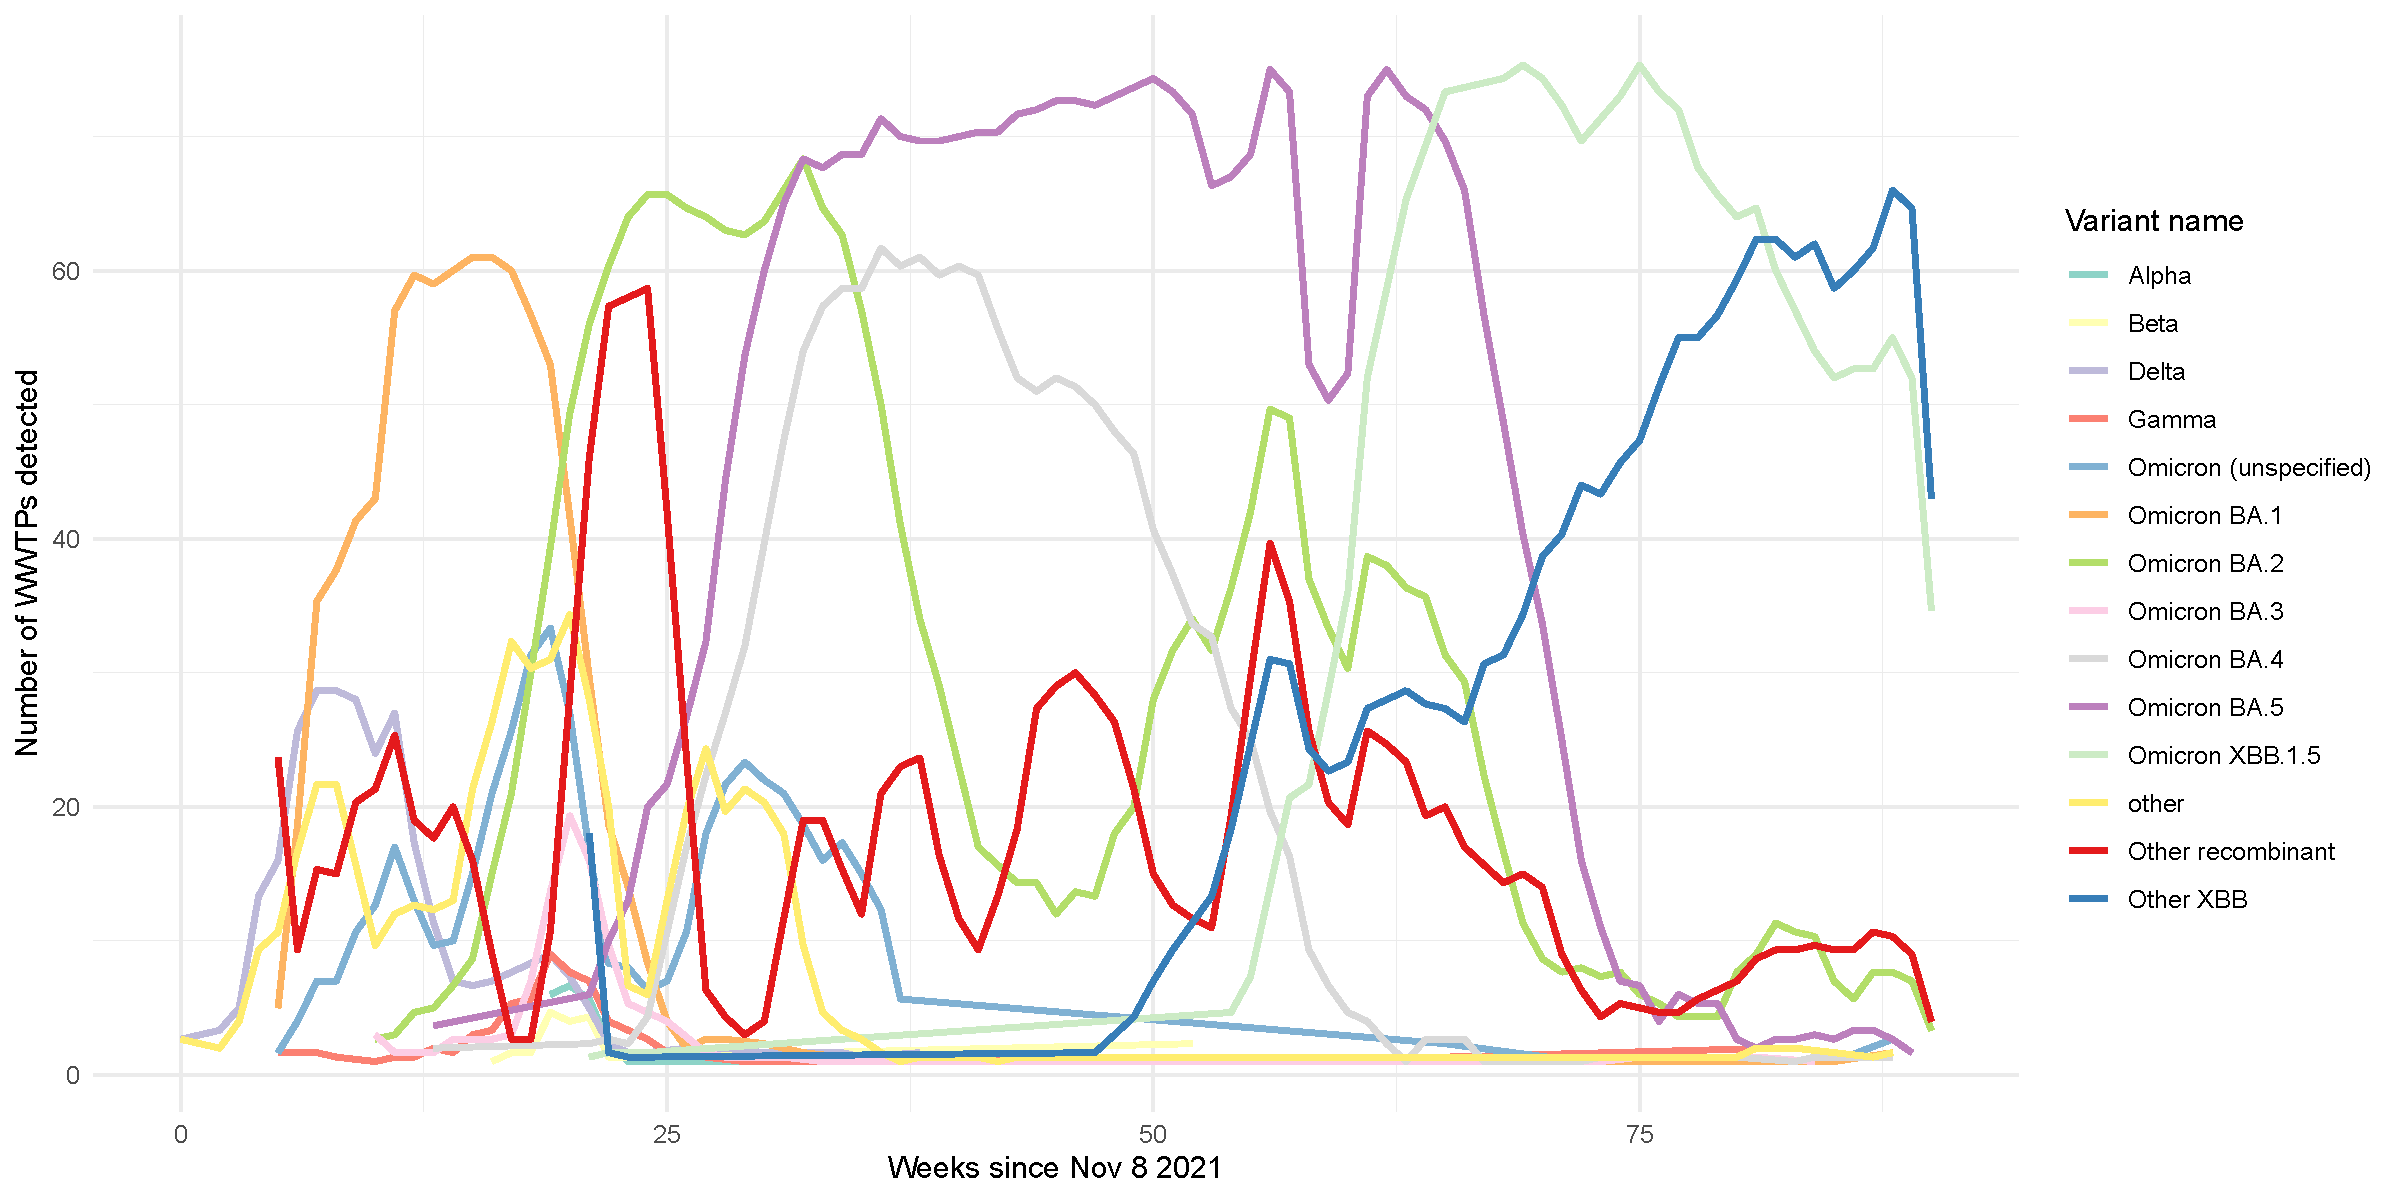 Number of WWTPs detected
60
40
20
0
0 25 50 75
Weeks since Nov 8 2021
Variant name
Alpha
Beta
Delta
Gamma
Omicron (unspecified)
Omicron BA.1
Omicron BA.2
Omicron BA.3
Omicron BA.4
Omicron BA.5
Omicron XBB.1.5
other
Other recombinant
Other XBB